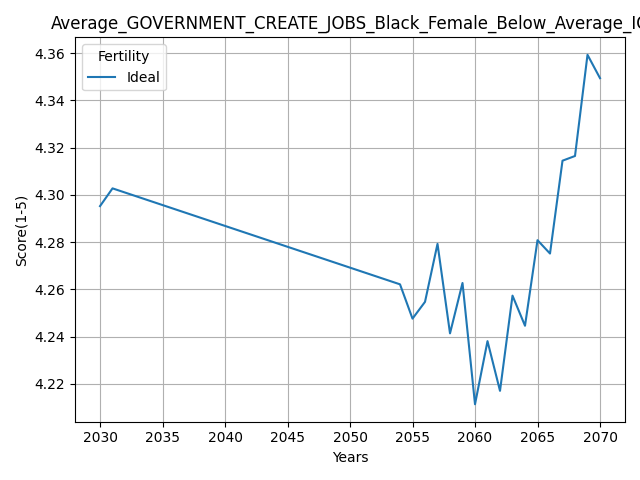 Average_GOVERNMENT_CREATE_JOBS_Black_Female_Below_Average_IQ
Fertility
Ideal
4.36
4.34
4.32
4.30
4.28
4.26
4.24
4.22
Score(1-5)
2030 2035 2040 2045 2050 2055 2060 2065 2070
Years